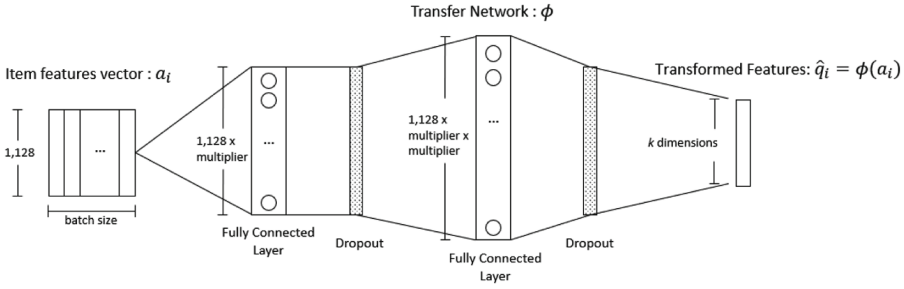 Transfer Network : ϕ
Item features vector : aᵢ
Transformed Features: q̂ᵢ = ϕ(aᵢ)
1,128
...
batch size
1,128 x
multiplier
...
Fully Connected
Layer
Dropout
1,128 x
multiplier x
multiplier
...
Fully Connected
Layer
Dropout
k dimensions